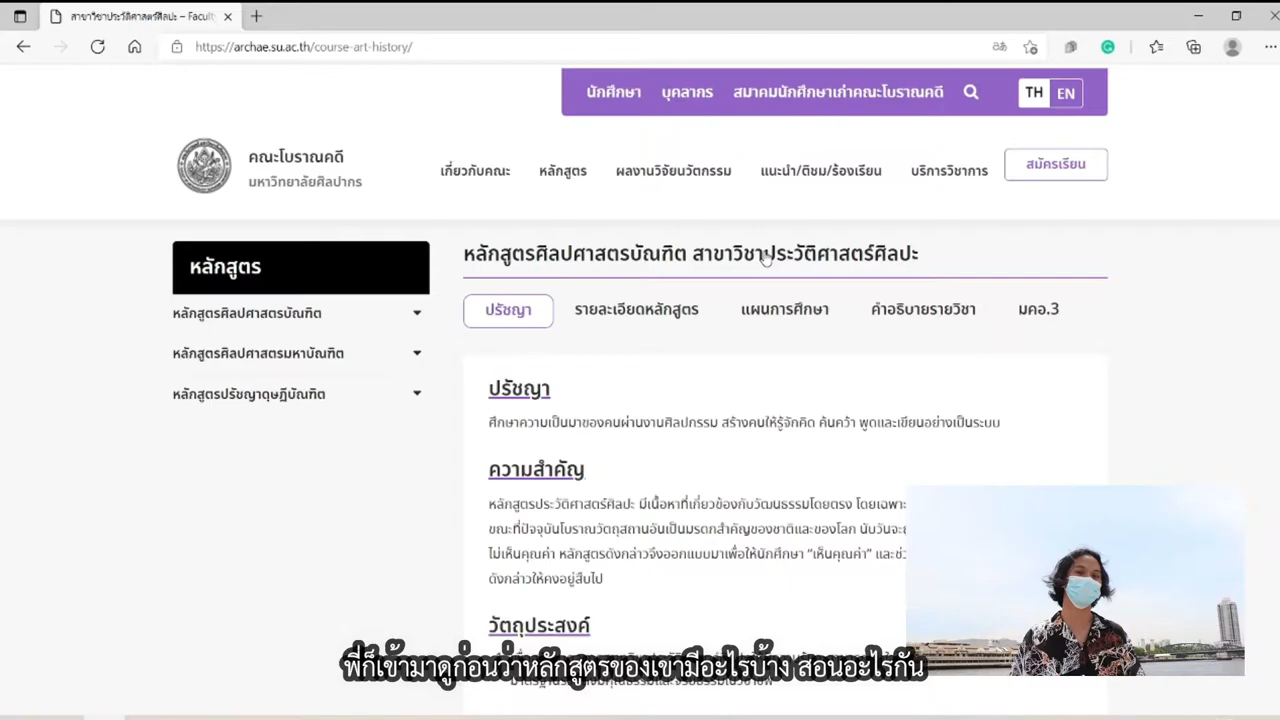 สาขาวิชาประวัติศาสตร์ศิลปะ – Facult
https://archae.su.ac.th/course-art-history/
นักศึกษา บุคลากร สมาคมนักศึกษาเก่าคณะโบราณคดี TH EN
คณะโบราณคดี
มหาวิทยาลัยศิลปากร
เกี่ยวกับคณะ หลักสูตร ผลงานวิจัยนวัตกรรม แนะนำ/ติชม/ร้องเรียน บริการวิชาการ สมัครเรียน
หลักสูตร
หลักสูตรศิลปศาสตรบัณฑิต
หลักสูตรศิลปศาสตรมหาบัณฑิต
หลักสูตรปรัชญาดุษฎีบัณฑิต
หลักสูตรศิลปศาสตรบัณฑิต สาขาวิชาประวัติศาสตร์ศิลปะ
ปรัชญา รายละเอียดหลักสูตร แผนการศึกษา คำอธิบายรายวิชา มคอ.3
ปรัชญา
ศึกษาความเป็นมาของคนผ่านงานศิลปกรรม สร้างคนให้รู้จักคิด ค้นคว้า พูดและเขียนอย่างเป็นระบบ
ความสำคัญ
หลักสูตรประวัติศาสตร์ศิลปะ มีเนื้อหาที่เกี่ยวข้องกับวัฒนธรรมโดยตรง โดยเฉพาะ
ขณะที่ปัจจุบันโบราณวัตถุสถานอันเป็นมรดกสำคัญของชาติและของโลก นับวันจะ
ไม่เห็นคุณค่า หลักสูตรดังกล่าวจึงออกแบบมาเพื่อให้นักศึกษา "เห็นคุณค่า" และช่ว
ดังกล่าวให้คงอยู่สืบไป
วัตถุประสงค์
พี่ก็เข้ามาดูก่อนว่าหลักสูตรของเขามีอะไรบ้าง สอนอะไรกัน